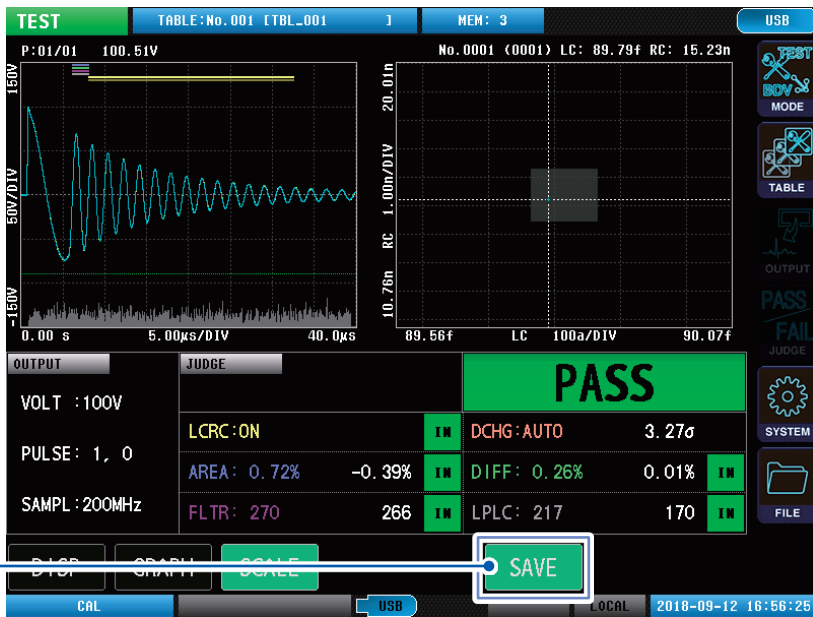 TEST
TABLE:No.001 [TBL_001 ]
MEM: 3
USB
P:01/01 100.51V
No.0001 (0001) LC: 89.79f RC: 15.23n
150V
50V/DIV
-150V
0.00 s 5.00µs/DIV 40.0µs
20.01n
RC 1.00n/DIV
10.76n
89.56f LC 100a/DIV 90.07f
TEST
BDV
MODE
TABLE
OUTPUT
PASS
FAIL
JUDGE
SYSTEM
FILE
OUTPUT
VOLT :100V
PULSE: 1, 0
SAMPL:200MHz
JUDGE
PASS
LCRC:ON IN DCHG:AUTO 3.27σ
AREA: 0.72% -0.39% IN DIFF: 0.26% 0.01% IN
FLTR: 270 266 IN LPLC: 217 170 IN
DISP GRAPH SCALE SAVE
CAL USB LOCAL 2018-09-12 16:56:25